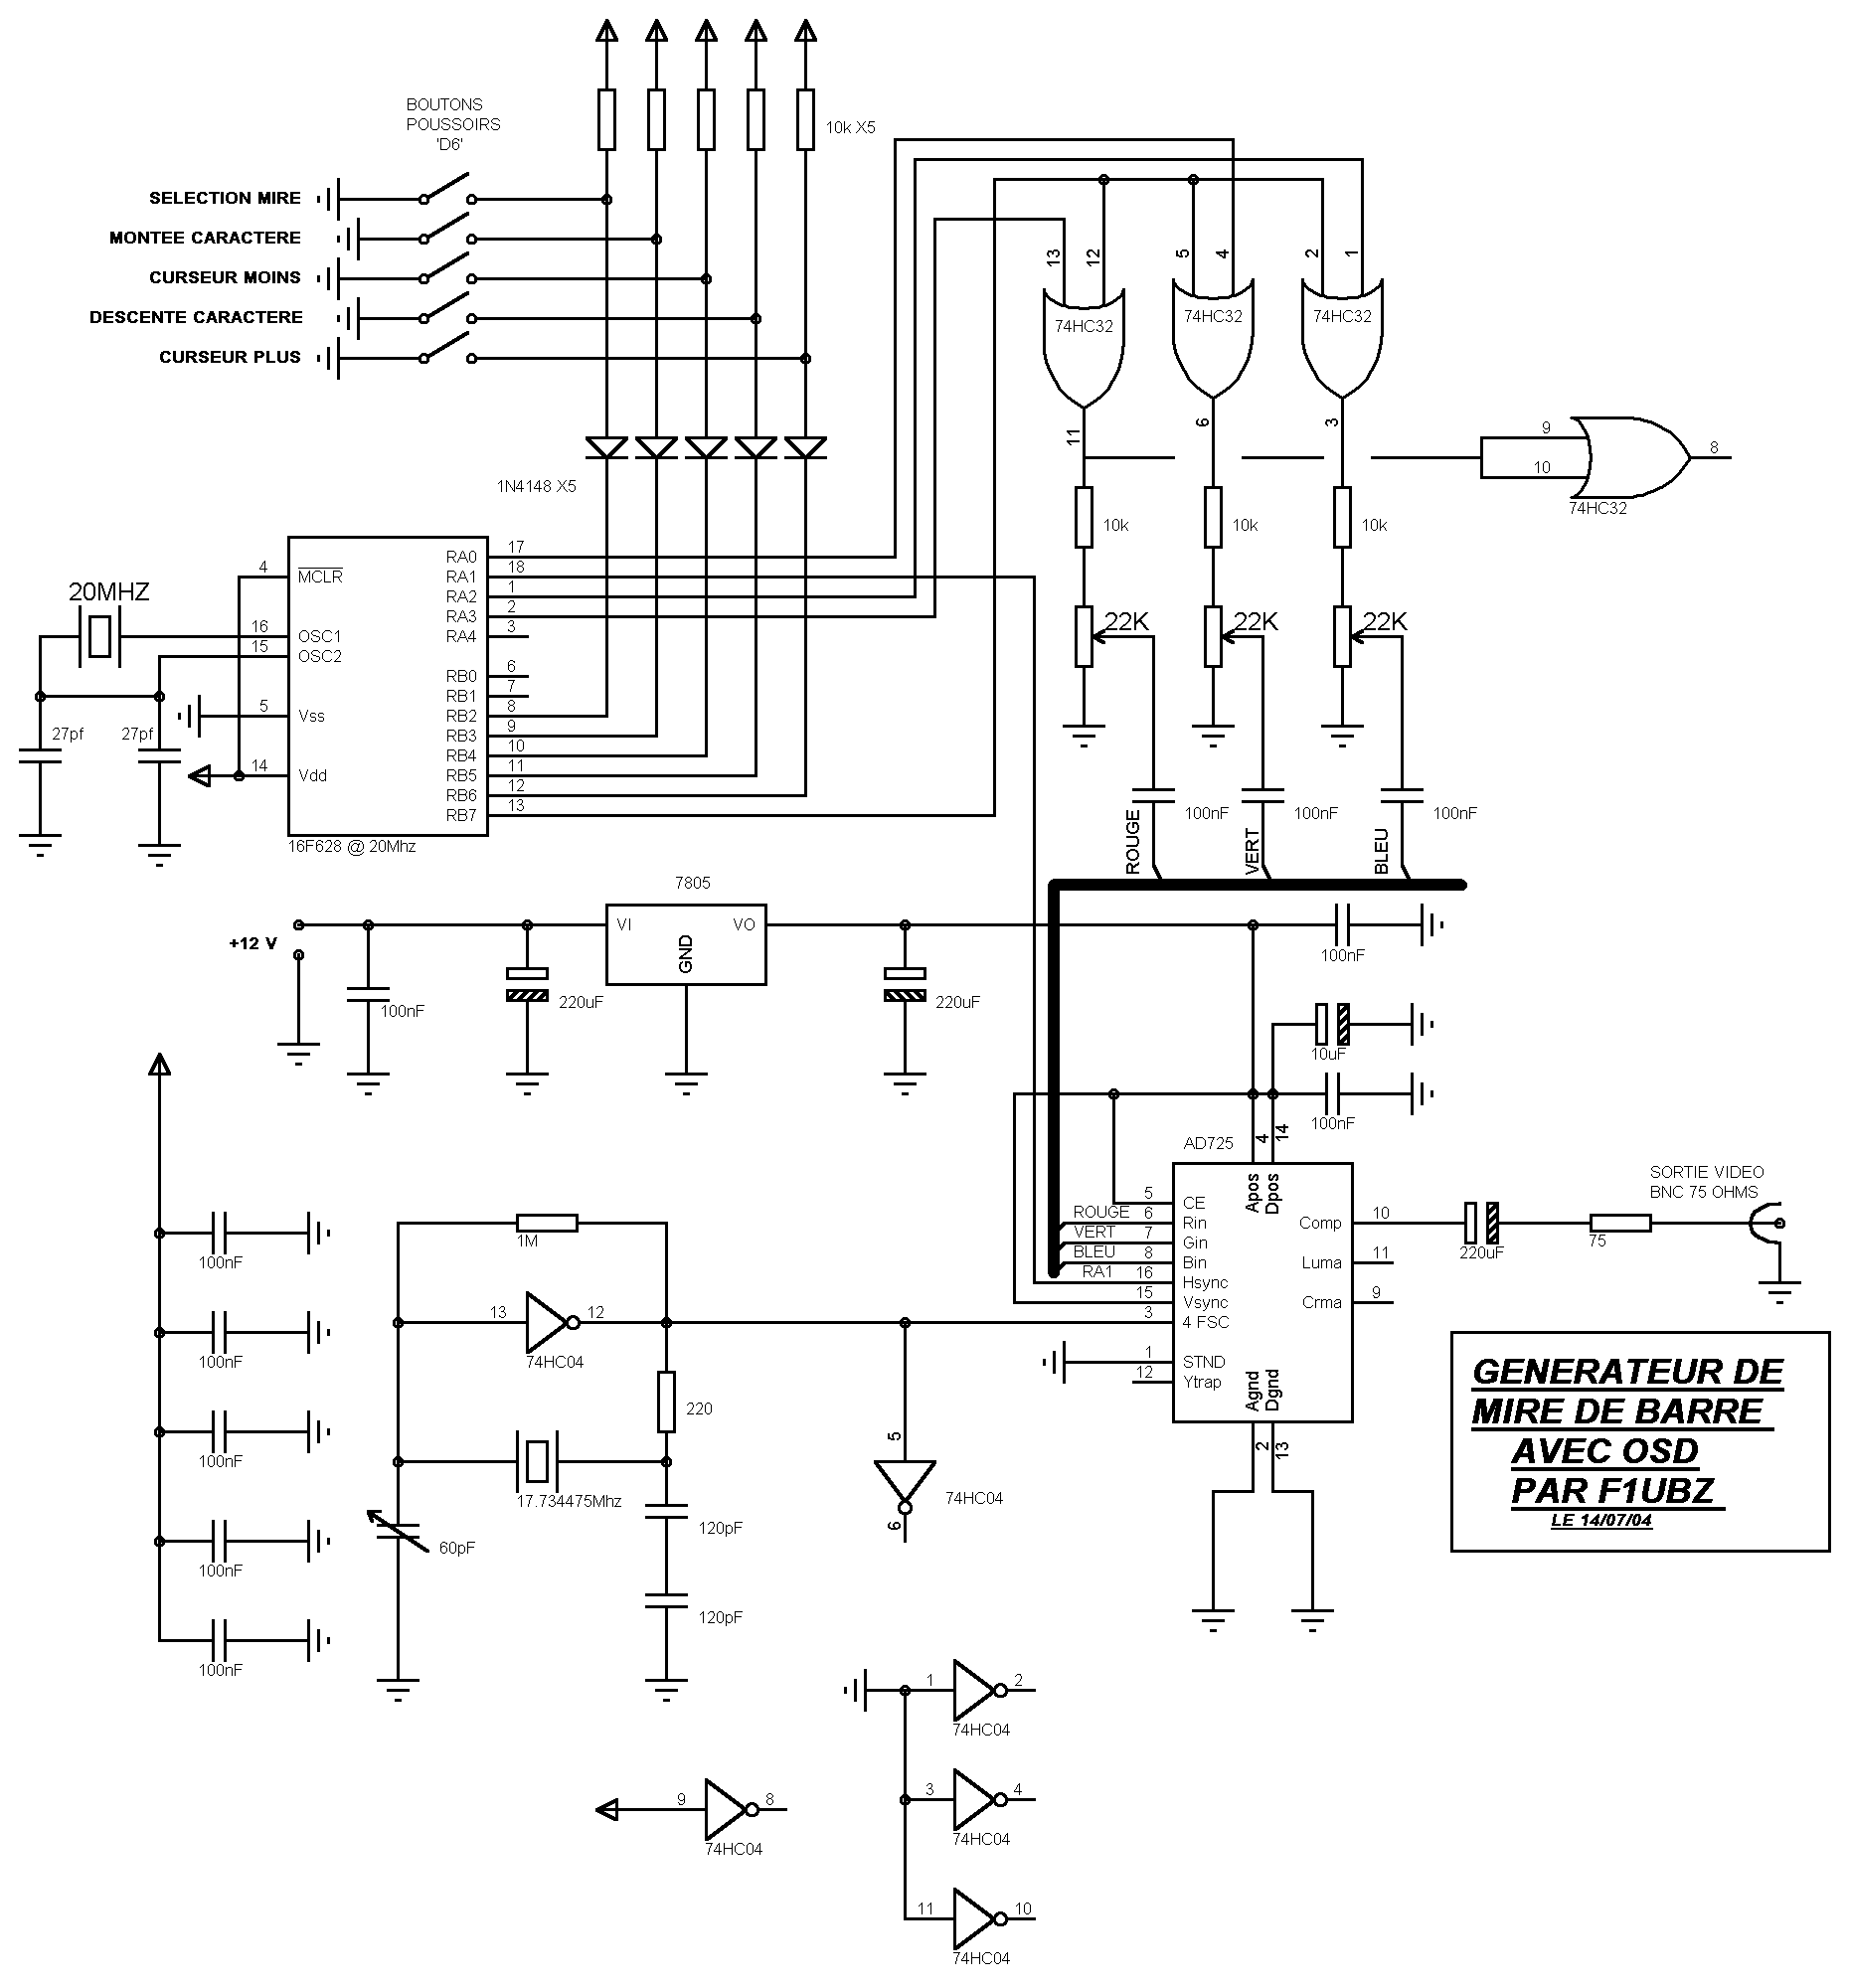 BOUTONS
POUSSOIRS
'D6'
10k X5
SELECTION MIRE
MONTEE CARACTERE
CURSEUR MOINS
DESCENTE CARACTERE
CURSEUR PLUS
13
12
5
4
2
1
74HC32
74HC32
74HC32
11
6
3
9
10
8
74HC32
1N4148 X5
10k
10k
10k
20MHZ
4
MCLR
16
OSC1
15
OSC2
5
Vss
14
Vdd
27pf
27pf
RA0
17
RA1
18
RA2
1
RA3
2
RA4
3
RB0
6
RB1
7
RB2
8
RB3
9
RB4
10
RB5
11
RB6
12
RB7
13
16F628 @ 20Mhz
22K
22K
22K
100nF
100nF
100nF
ROUGE
VERT
BLEU
7805
+12 V
VI
VO
GND
100nF
220uF
220uF
100nF
10uF
100nF
AD725
4
14
Apos
Dpos
5
CE
ROUGE
6
Rin
VERT
7
Gin
BLEU
8
Bin
RA1
16
Hsync
15
Vsync
3
4 FSC
1
STND
12
Ytrap
Agnd
Dgnd
2
13
Comp
10
Luma
11
Crma
9
220uF
75
SORTIE VIDEO
BNC 75 OHMS
100nF
100nF
100nF
100nF
100nF
1M
13
12
74HC04
220
17.734475Mhz
120pF
60pF
120pF
5
74HC04
6
GENERATEUR DE
MIRE DE BARRE
AVEC OSD
PAR F1UBZ
LE 14/07/04
1
2
74HC04
9
8
74HC04
3
4
74HC04
11
10
74HC04